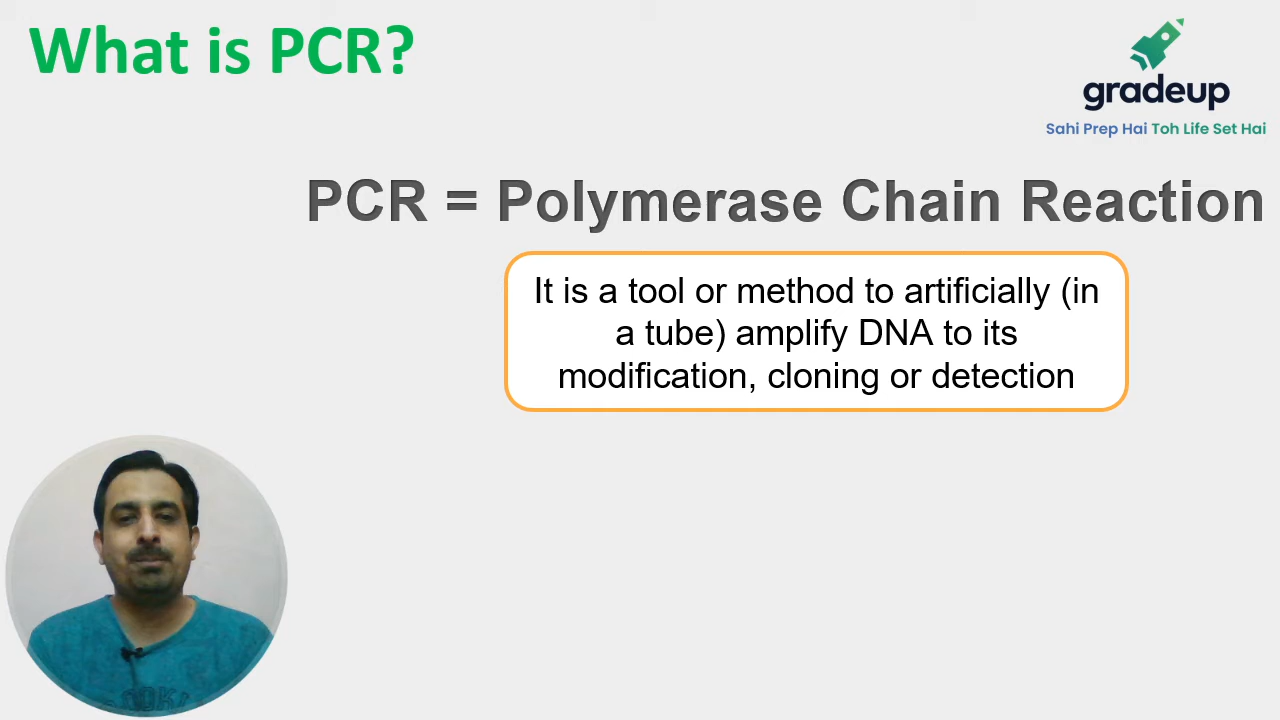 What is PCR?
gradeup
Sahi Prep Hai Toh Life Set Hai
PCR = Polymerase Chain Reaction
It is a tool or method to artificially (in
a tube) amplify DNA to its
modification, cloning or detection